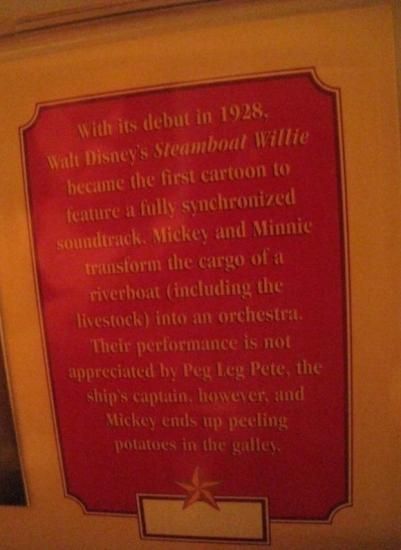 With its debut in 1928,
Walt Disney's Steamboat Willie
became the first cartoon to
feature a fully synchronized
soundtrack. Mickey and Minnie
transform the cargo of a
riverboat (including the
livestock) into an orchestra.
Their performance is not
appreciated by Peg Leg Pete, the
ship's captain, however, and
Mickey ends up peeling
potatoes in the galley.